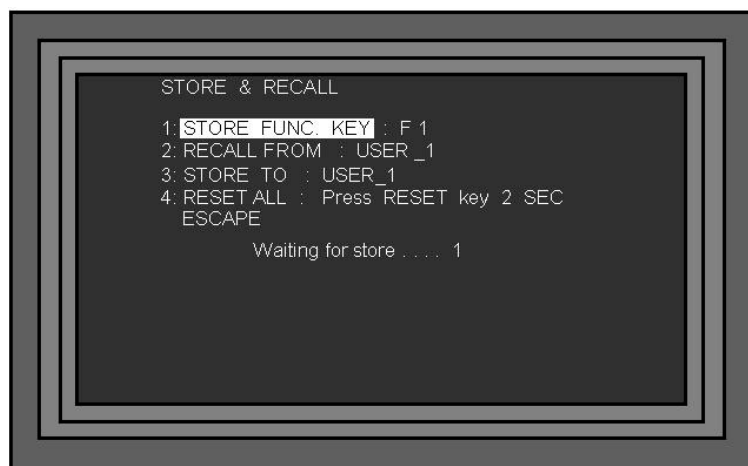 STORE & RECALL
1: STORE FUNC. KEY : F 1
2: RECALL FROM : USER _1
3: STORE TO : USER_1
4: RESET ALL : Press RESET key 2 SEC
ESCAPE
Waiting for store . . . . 1